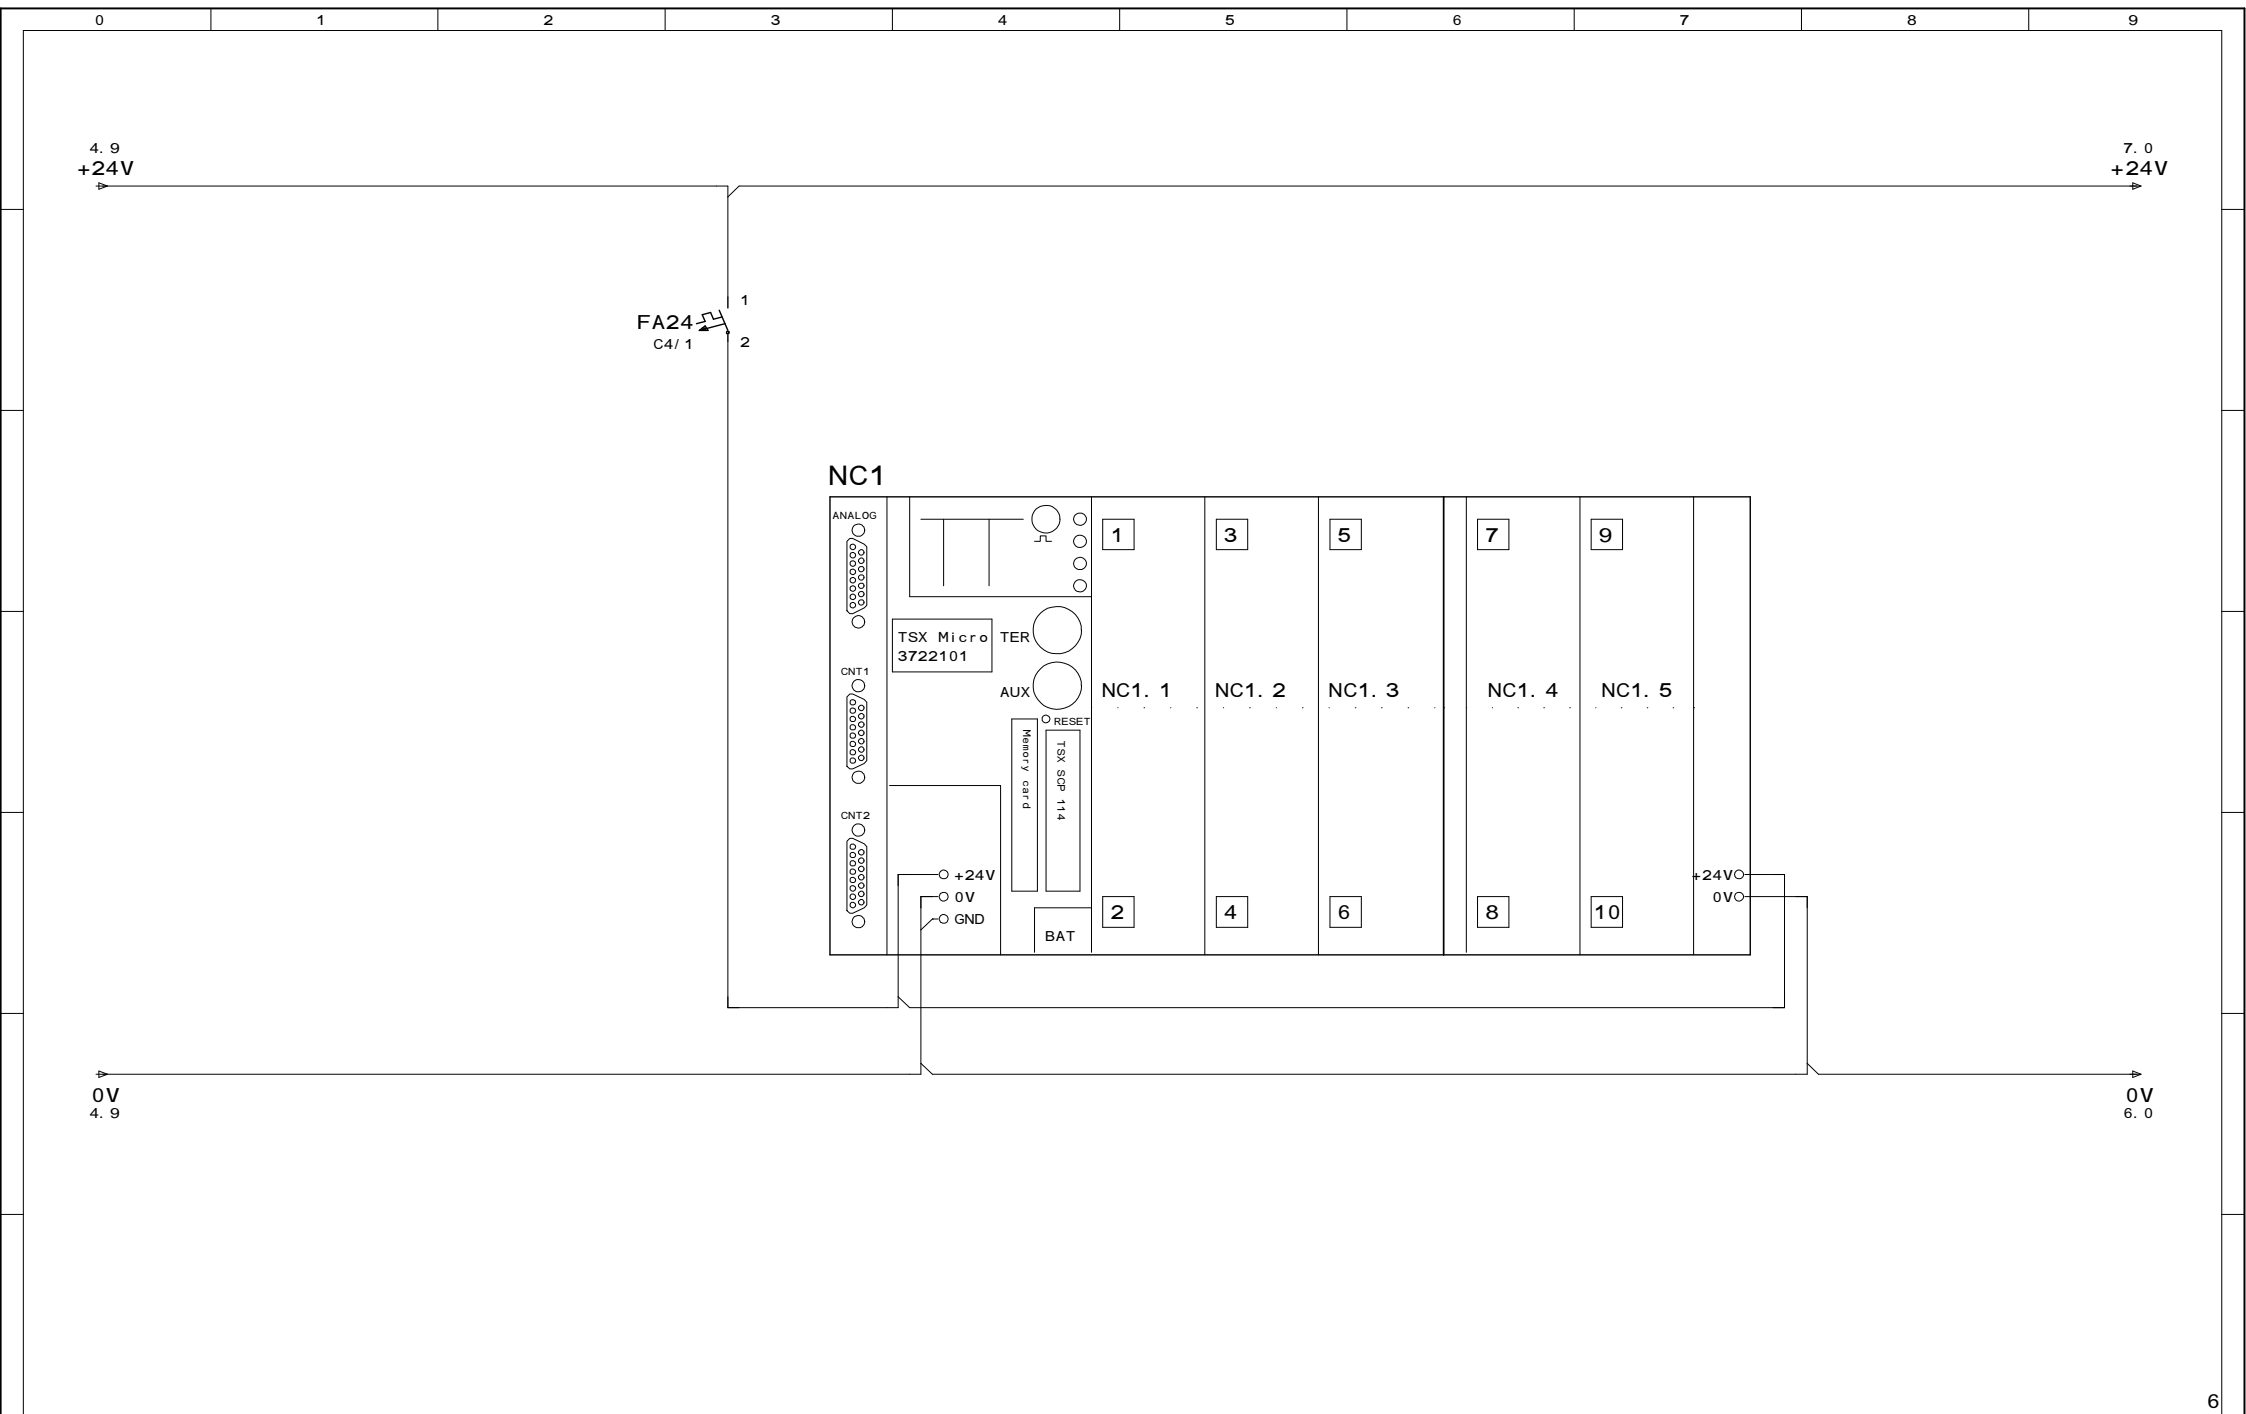 0 1 2 3 4 5 6 7 8 9
4. 9
+24V
7. 0
+24V
1
FA24
C4/ 1
2
NC1
ANALOG
1 3 5 7 9
TSX Micro
3722101
TER
CNT1
AUX
NC1. 1 NC1. 2 NC1. 3 NC1. 4 NC1. 5
RESET
Memory card
TSX SCP 114
CNT2
+24V
0V
GND
BAT
2 4 6 8 10
+24V
0V
0V
4. 9
0V
6. 0
6